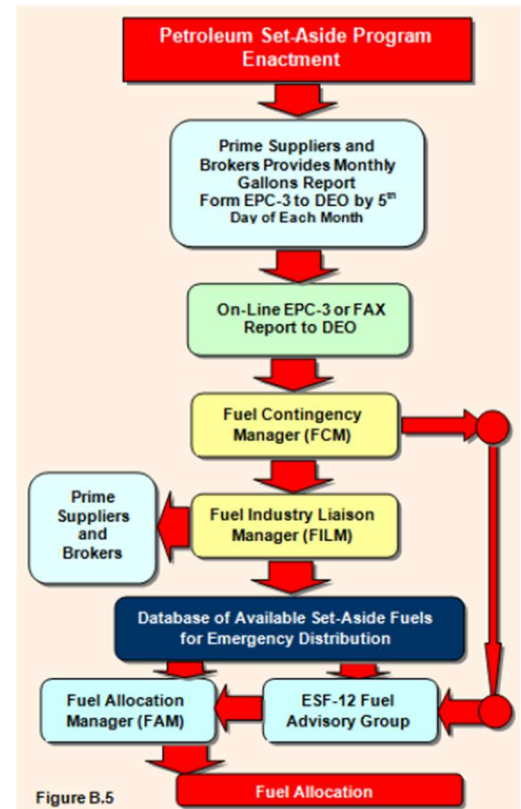 Petroleum Set-Aside Program
Enactment
Prime Suppliers and
Brokers Provides Monthly
Gallons Report
Form EPC-3 to DEO by 5th
Day of Each Month
On-Line EPC-3 or FAX
Report to DEO
Fuel Contingency
Manager (FCM)
Prime
Suppliers
and
Brokers
Fuel Industry Liaison
Manager (FILM)
Database of Available Set-Aside Fuels
for Emergency Distribution
Fuel Allocation
Manager (FAM)
ESF-12 Fuel
Advisory Group
Figure B.5
Fuel Allocation